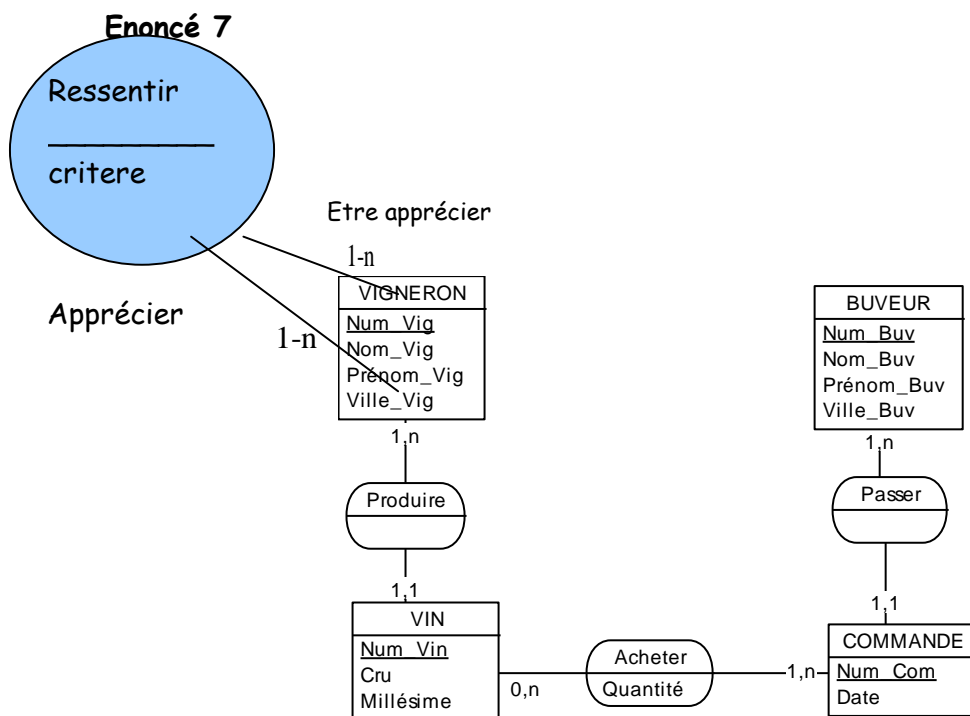 Enoncé 7
Ressentir
critere
Etre apprécier
1-n
Apprécier
1-n
VIGNERON
Num_Vig
Nom_Vig
Prénom_Vig
Ville_Vig
1,n
Produire
1,1
VIN
Num_Vin
Cru
Millésime
0,n
Acheter
Quantité
1,n
BUVEUR
Num_Buv
Nom_Buv
Prénom_Buv
Ville_Buv
1,n
Passer
1,1
COMMANDE
Num_Com
Date